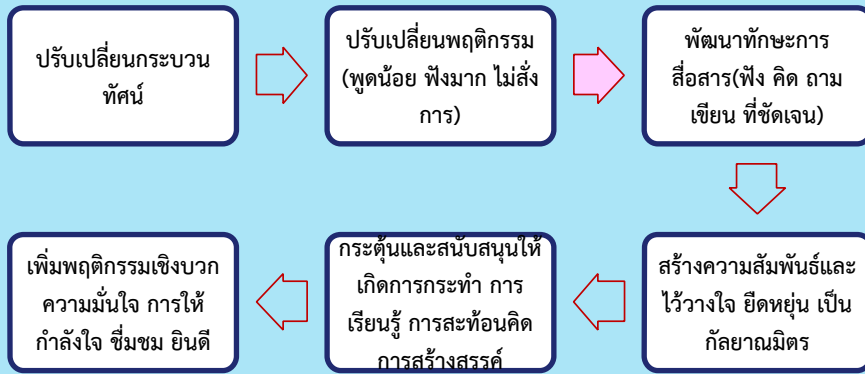 ปรับเปลี่ยนกระบวน
ทัศน์
ปรับเปลี่ยนพฤติกรรม
(พูดน้อย ฟังมาก ไม่สั่ง
การ)
พัฒนาทักษะการ
สื่อสาร(ฟัง คิด ถาม
เขียน ที่ชัดเจน)
สร้างความสัมพันธ์และ
ไว้วางใจ ยืดหยุ่น เป็น
กัลยาณมิตร
กระตุ้นและสนับสนุนให้
เกิดการกระทำ การ
เรียนรู้ การสะท้อนคิด
การสร้างสรรค์
เพิ่มพฤติกรรมเชิงบวก
ความมั่นใจ การให้
กำลังใจ ชื่มชม ยินดี